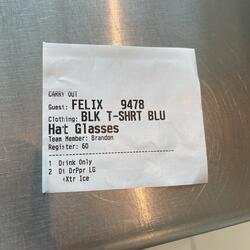 CARRY OUT
Guest: FELIX 9478
Clothing: BLK T-SHRT BLU
Hat Glasses
Team Member: Brandon
Register: 60
1 Drink Only
2 Dt DrPpr LG
+Xtr Ice